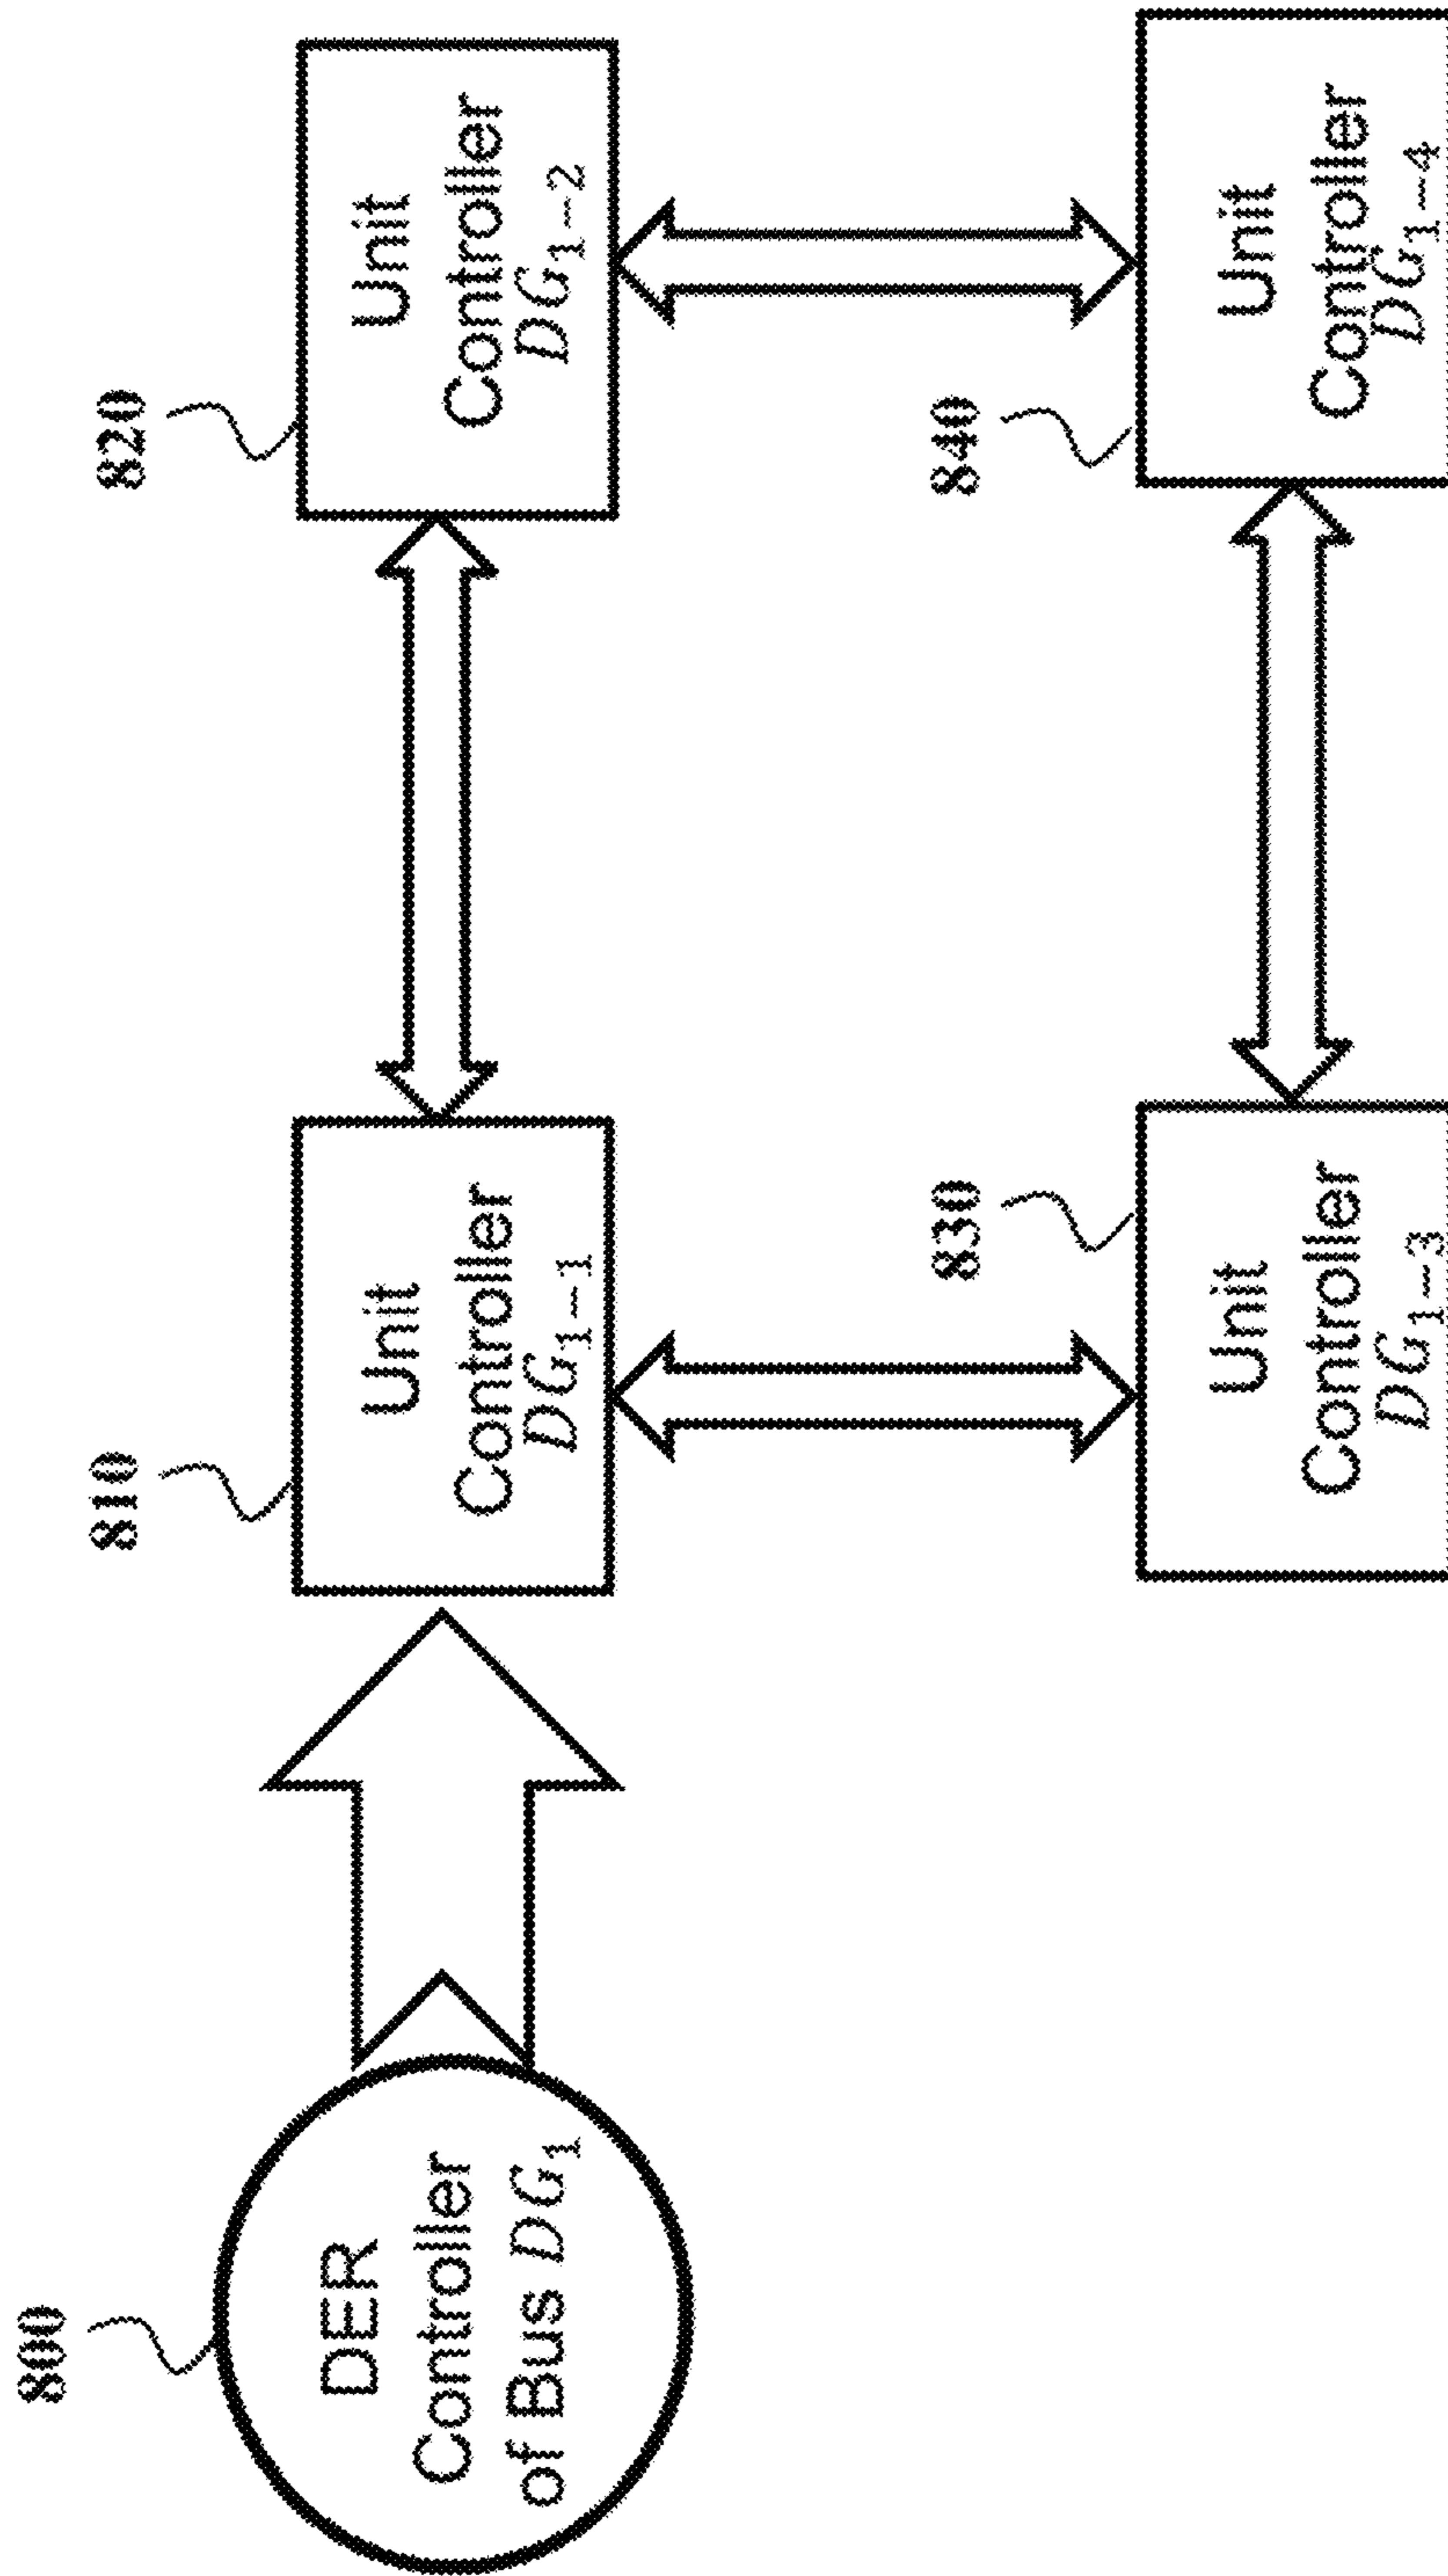 800
DER
Controller
of Bus DG₁
810
Unit
Controller
DG₁₋₁
820
Unit
Controller
DG₁₋₂
830
Unit
Controller
DG₁₋₃
840
Unit
Controller
DG₁₋₄